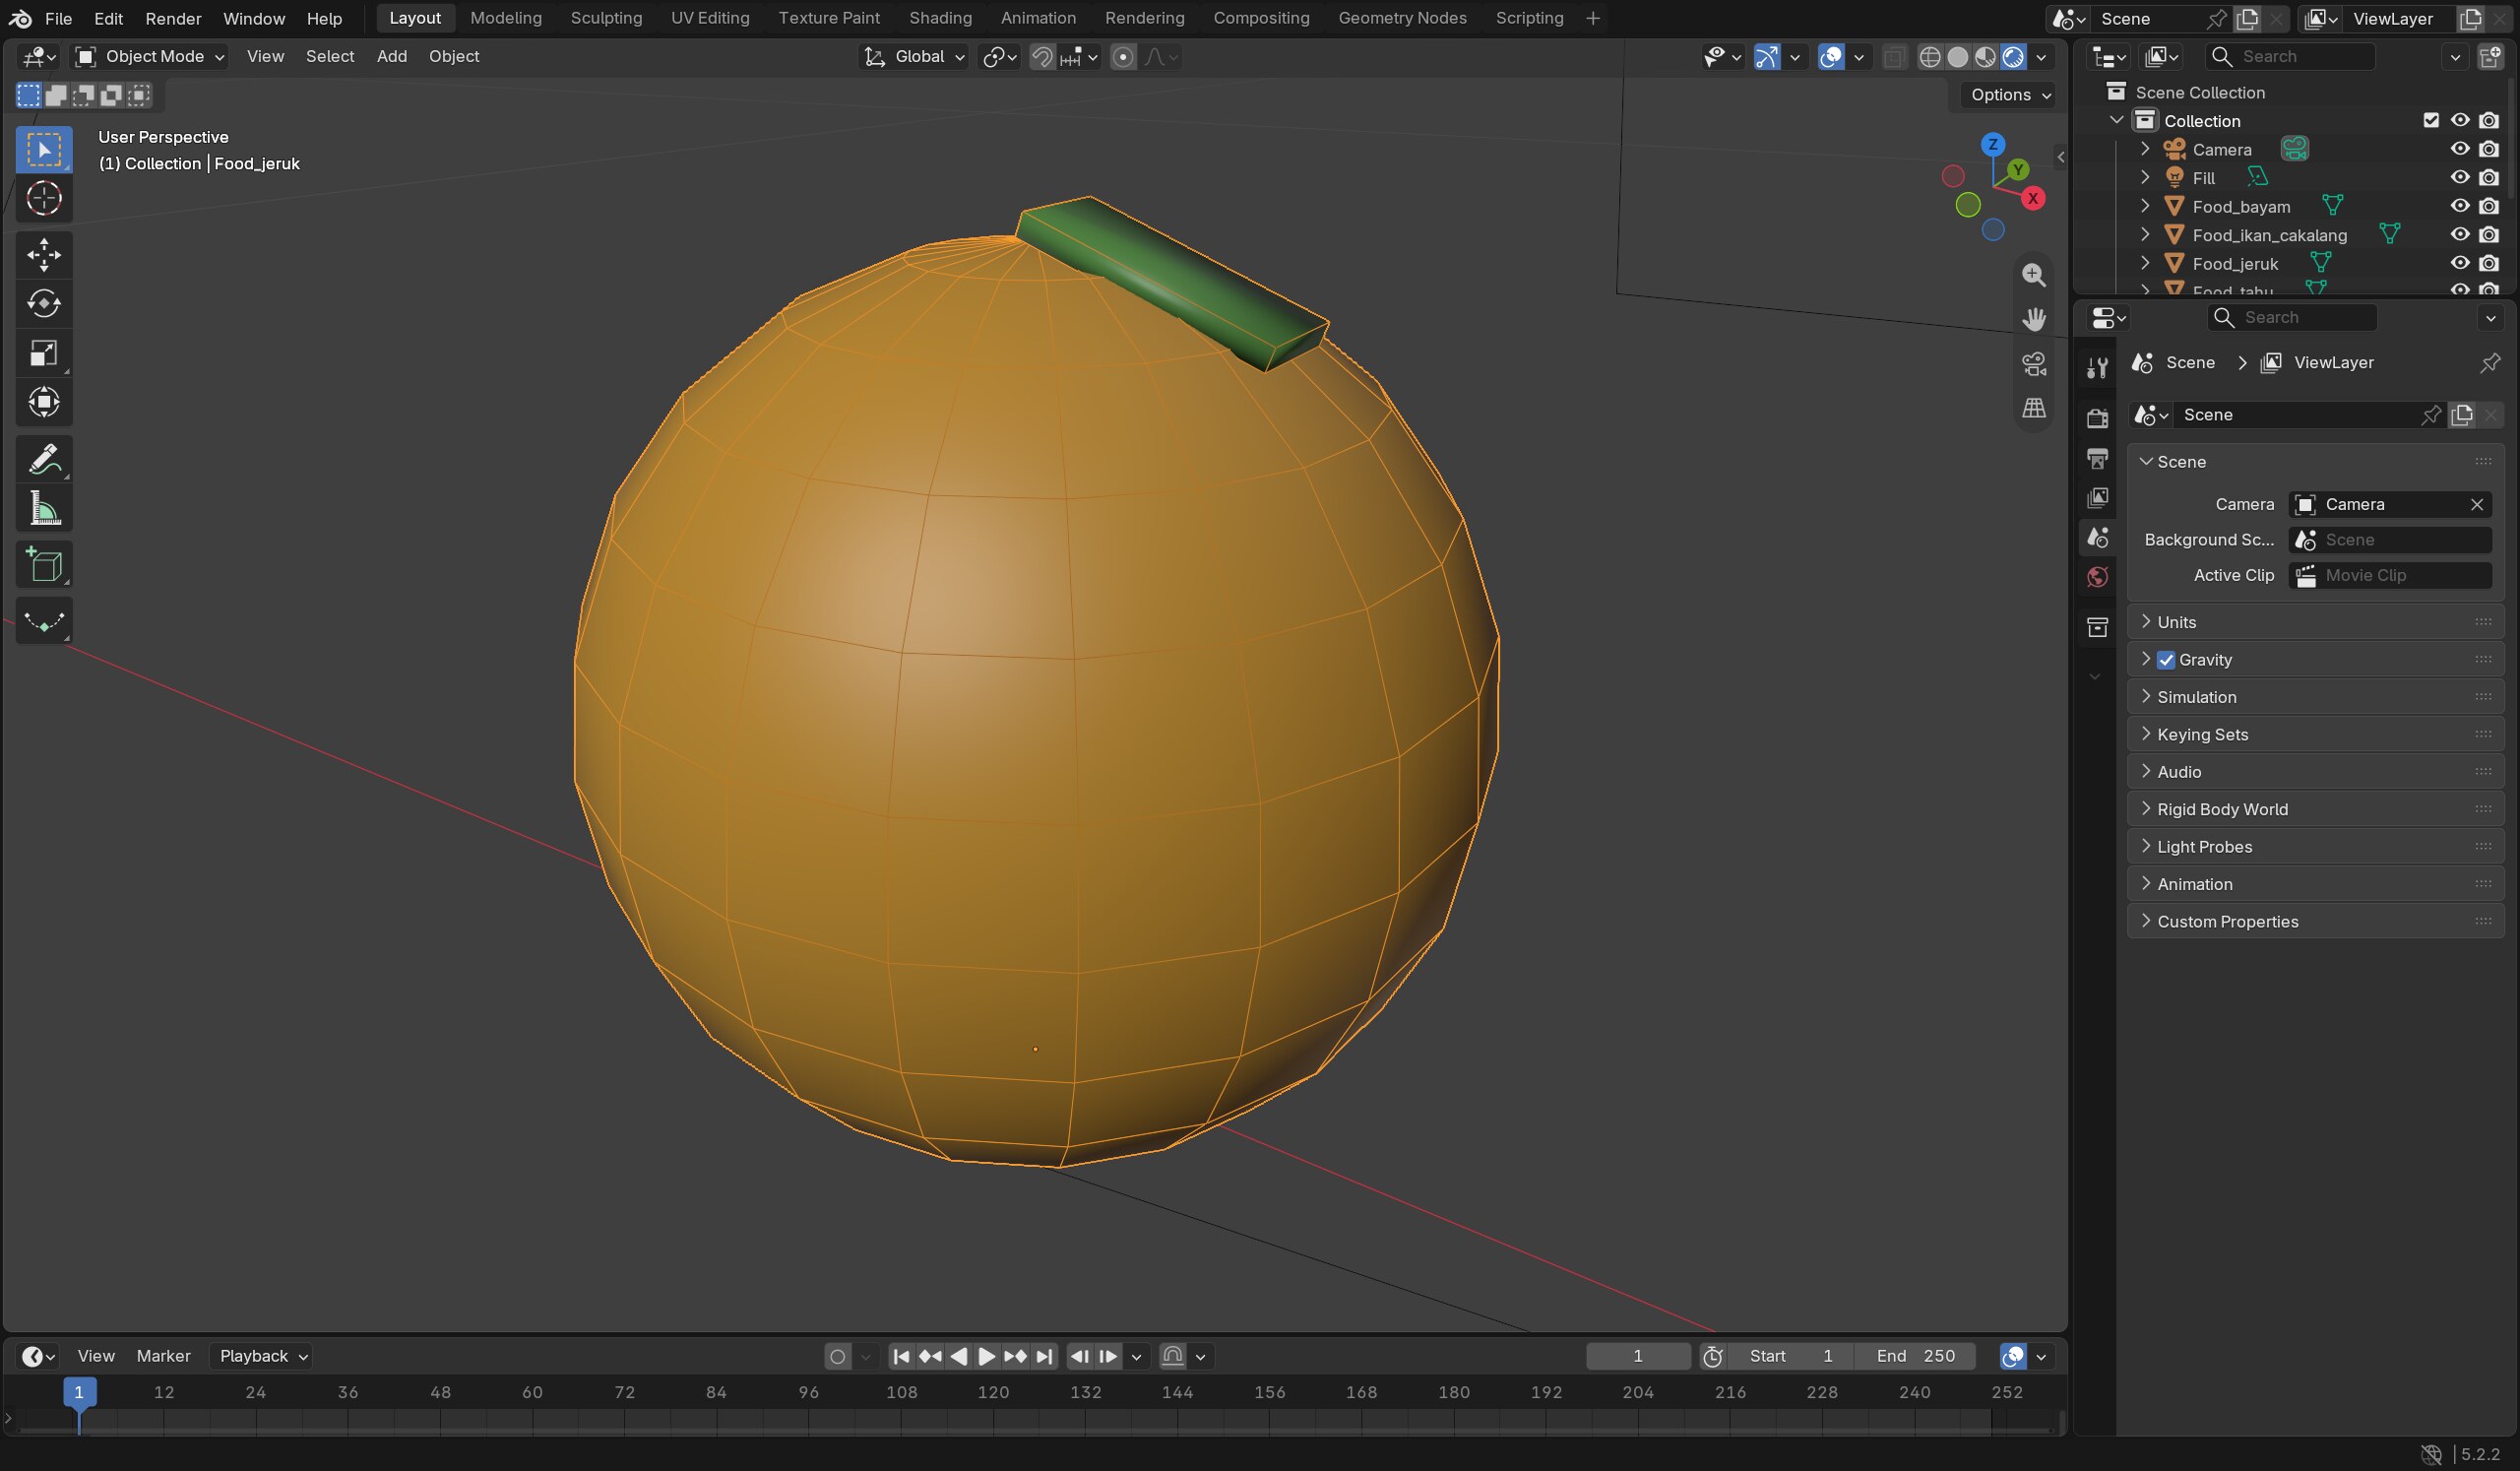 File Edit Render Window Help Layout Modeling Sculpting UV Editing Texture Paint Shading Animation Rendering Compositing Geometry Nodes Scripting Scene ViewLayer
Object Mode View Select Add Object Global Search
Options
User Perspective
(1) Collection | Food_jeruk
Z
Y
X
Scene Collection
Collection
Camera
Fill
Food_bayam
Food_ikan_cakalang
Food_jeruk
Food_tahu
Search
Scene ViewLayer
Scene
Scene
Camera Camera
Background Sc... Scene
Active Clip Movie Clip
Units
Gravity
Simulation
Keying Sets
Audio
Rigid Body World
Light Probes
Animation
Custom Properties
View Marker Playback 1 Start 1 End 250
1 12 24 36 48 60 72 84 96 108 120 132 144 156 168 180 192 204 216 228 240 252
5.2.2